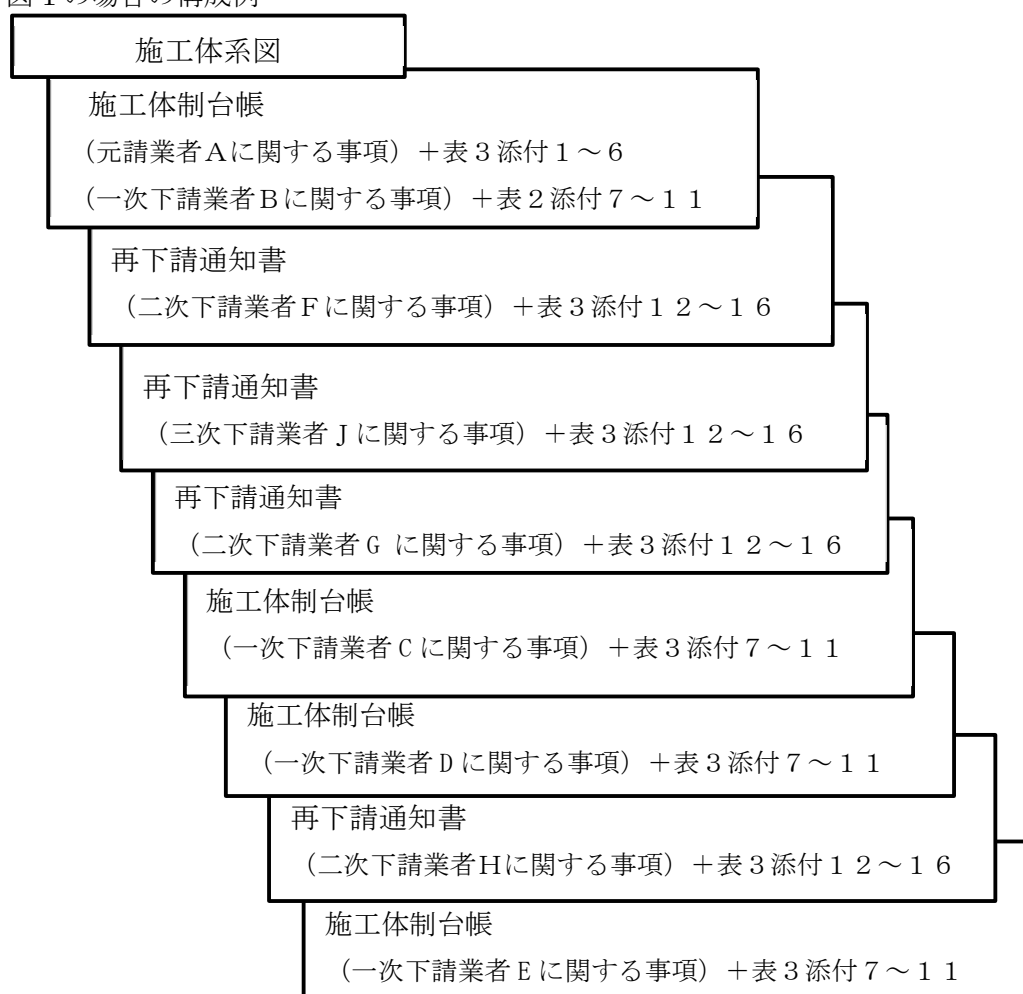 図１の場合の構成例
施工体系図
施工体制台帳
（元請業者Ａに関する事項）＋表３添付１～６
（一次下請業者Ｂに関する事項）＋表２添付７～１１
再下請通知書
（二次下請業者Ｆに関する事項）＋表３添付１２～１６
再下請通知書
（三次下請業者Ｊに関する事項）＋表３添付１２～１６
再下請通知書
（二次下請業者G に関する事項）＋表３添付１２～１６
施工体制台帳
（一次下請業者Cに関する事項）＋表３添付７～１１
施工体制台帳
（一次下請業者Dに関する事項）＋表３添付７～１１
再下請通知書
（二次下請業者Ｈに関する事項）＋表３添付１２～１６
施工体制台帳
（一次下請業者Eに関する事項）＋表３添付７～１１